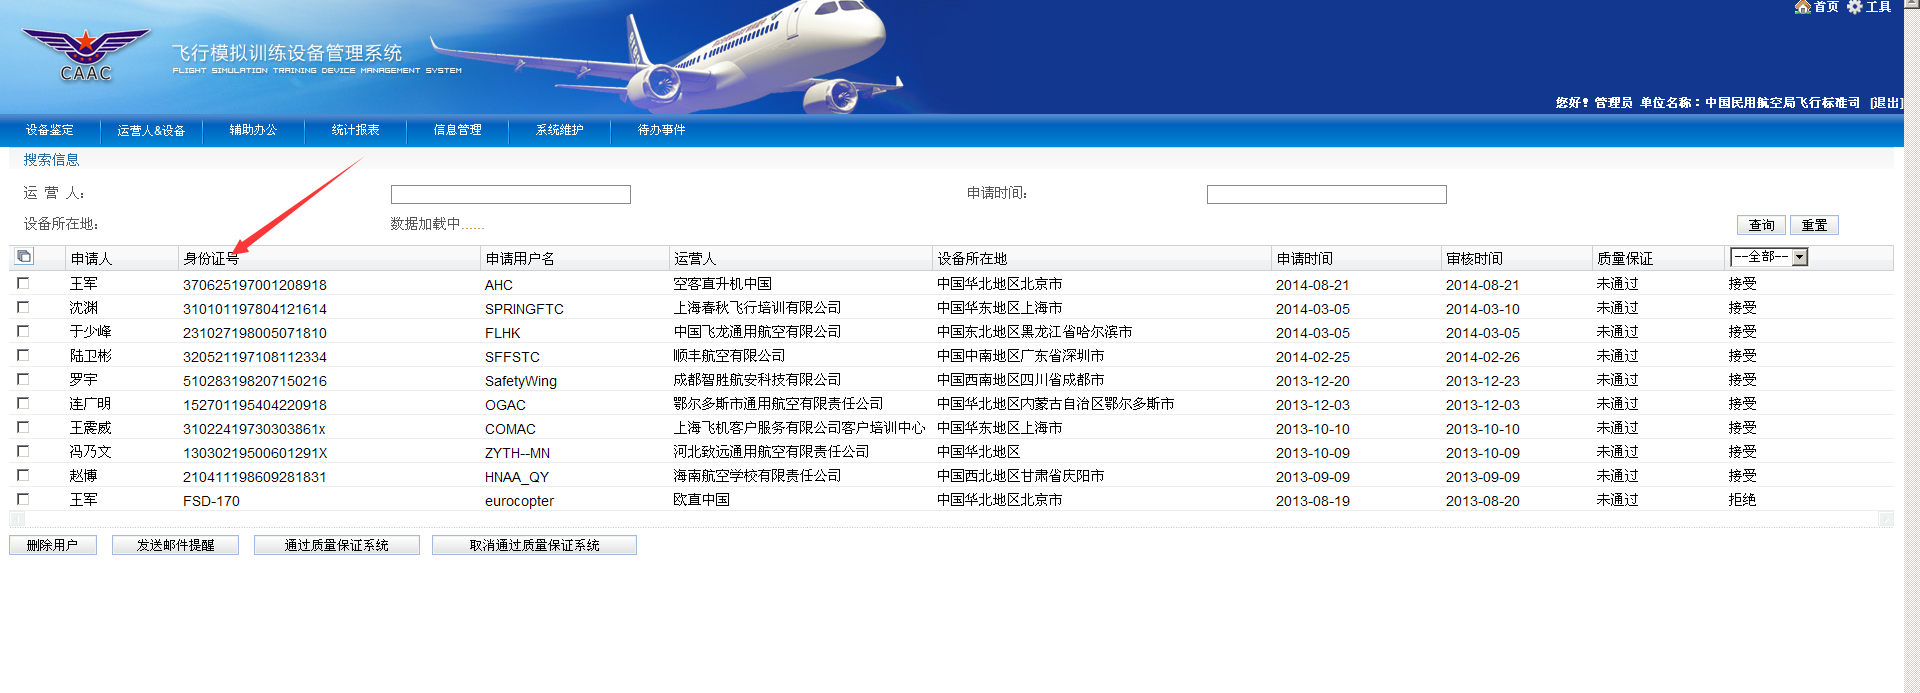 首页 工具
CAAC
飞行模拟训练设备管理系统
FLIGHT SIMULATION TRAINING DEVICE MANAGEMENT SYSTEM
您好! 管理员 单位名称:中国民用航空局飞行标准司 [退出]
设备鉴定 运营人&设备 辅助办公 统计报表 信息管理 系统维护 待办事件
搜索信息
运 营 人: 申请时间:
设备所在地: 数据加载中...... 查询 重置
申请人 身份证号 申请用户名 运营人 设备所在地 申请时间 审核时间 质量保证 --全部--
王军 370625197001208918 AHC 空客直升机中国 中国华北地区北京市 2014-08-21 2014-08-21 未通过 接受
沈渊 310101197804121614 SPRINGFTC 上海春秋飞行培训有限公司 中国华东地区上海市 2014-03-05 2014-03-10 未通过 接受
于少峰 231027198005071810 FLHK 中国飞龙通用航空有限公司 中国东北地区黑龙江省哈尔滨市 2014-03-05 2014-03-05 未通过 接受
陆卫彬 320521197108112334 SFFSTC 顺丰航空有限公司 中国中南地区广东省深圳市 2014-02-25 2014-02-26 未通过 接受
罗宇 510283198207150216 SafetyWing 成都智胜航安科技有限公司 中国西南地区四川省成都市 2013-12-20 2013-12-23 未通过 接受
连广明 152701195404220918 OGAC 鄂尔多斯市通用航空有限责任公司 中国华北地区内蒙古自治区鄂尔多斯市 2013-12-03 2013-12-03 未通过 接受
王震威 31022419730303861x COMAC 上海飞机客户服务有限公司客户培训中心 中国华东地区上海市 2013-10-10 2013-10-10 未通过 接受
冯乃文 13030219500601291X ZYTH--MN 河北致远通用航空有限责任公司 中国华北地区 2013-10-09 2013-10-09 未通过 接受
赵博 210411198609281831 HNAA_QY 海南航空学校有限责任公司 中国西北地区甘肃省庆阳市 2013-09-09 2013-09-09 未通过 接受
王军 FSD-170 eurocopter 欧直中国 中国华北地区北京市 2013-08-19 2013-08-20 未通过 拒绝
删除用户 发送邮件提醒 通过质量保证系统 取消通过质量保证系统